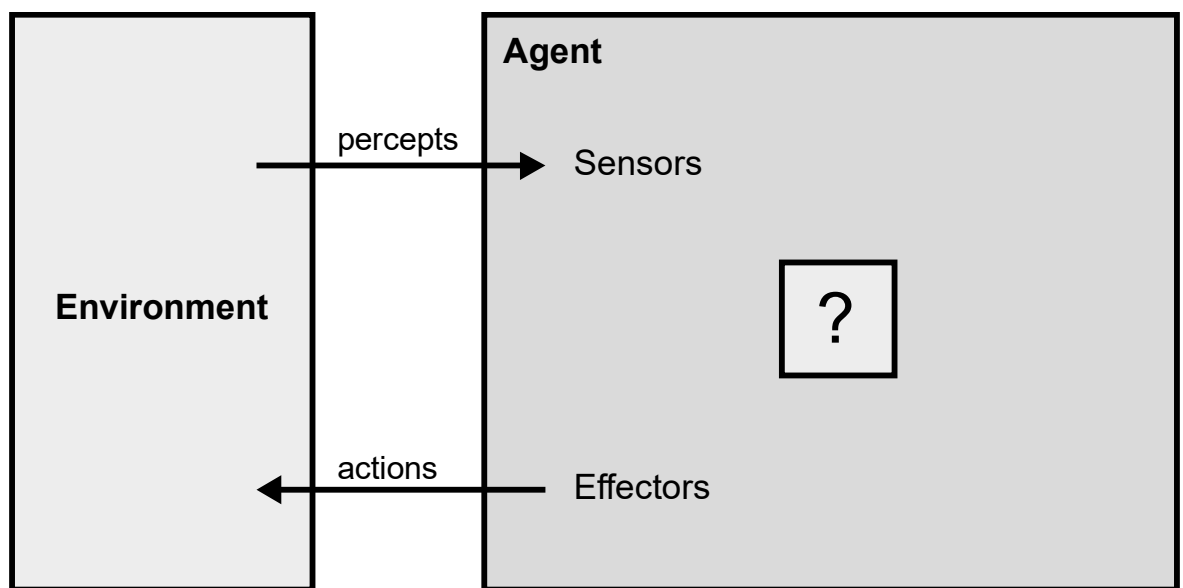 Agent
percepts
Sensors
Environment
?
actions
Effectors